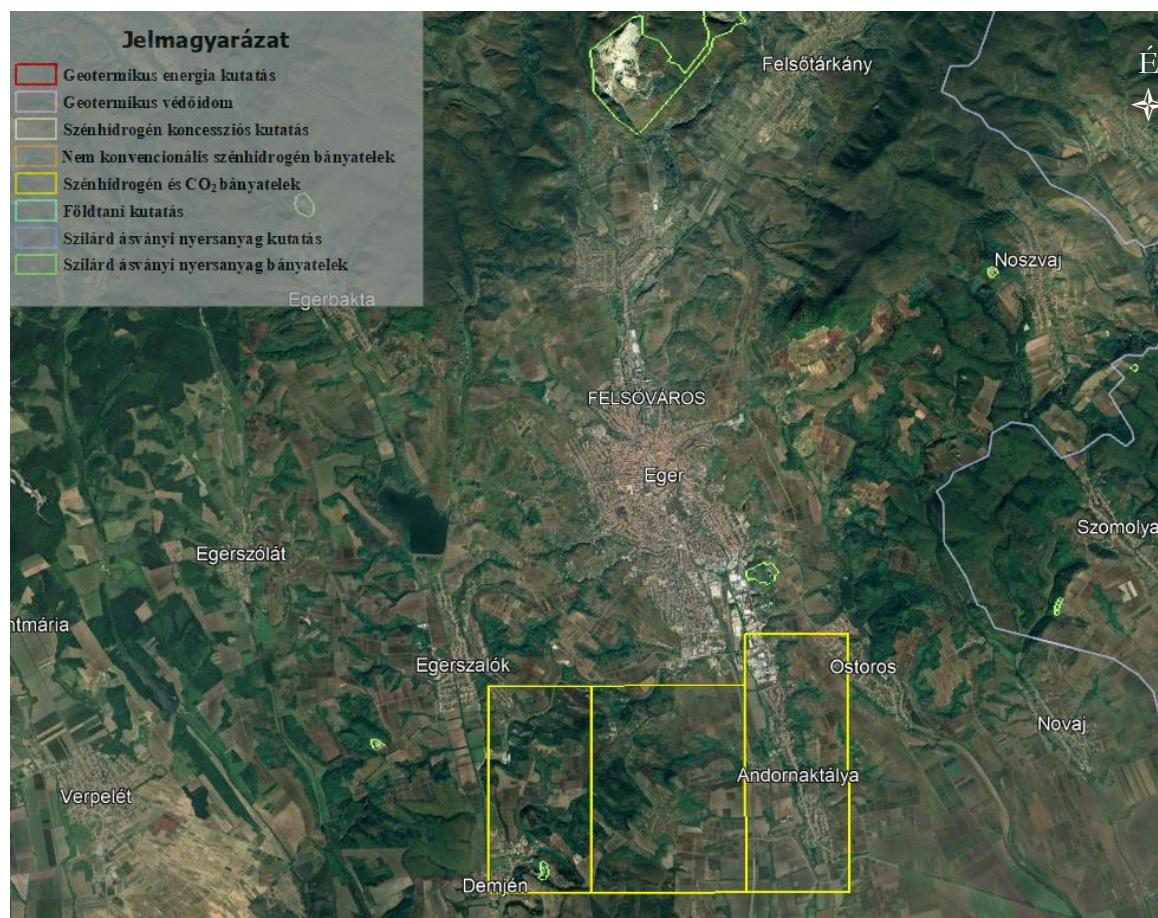 Jelmagyarázat
Geotermikus energia kutatás
Geotermikus védőidom
Szénhidrogén koncessziós kutatás
Nem konvencionális szénhidrogén bányatelek
Szénhidrogén és CO₂ bányatelek
Földtani kutatás
Szilárd ásványi nyersanyag kutatás
Szilárd ásványi nyersanyag bányatelek
É
Felsőtárkány
Noszvaj
Egerbakta
FELSŐVÁROS
Eger
Szomolya
Egerszólát
ntmária
Egerszalók
Ostoros
Novaj
Andornaktálya
Verpelét
Demjén